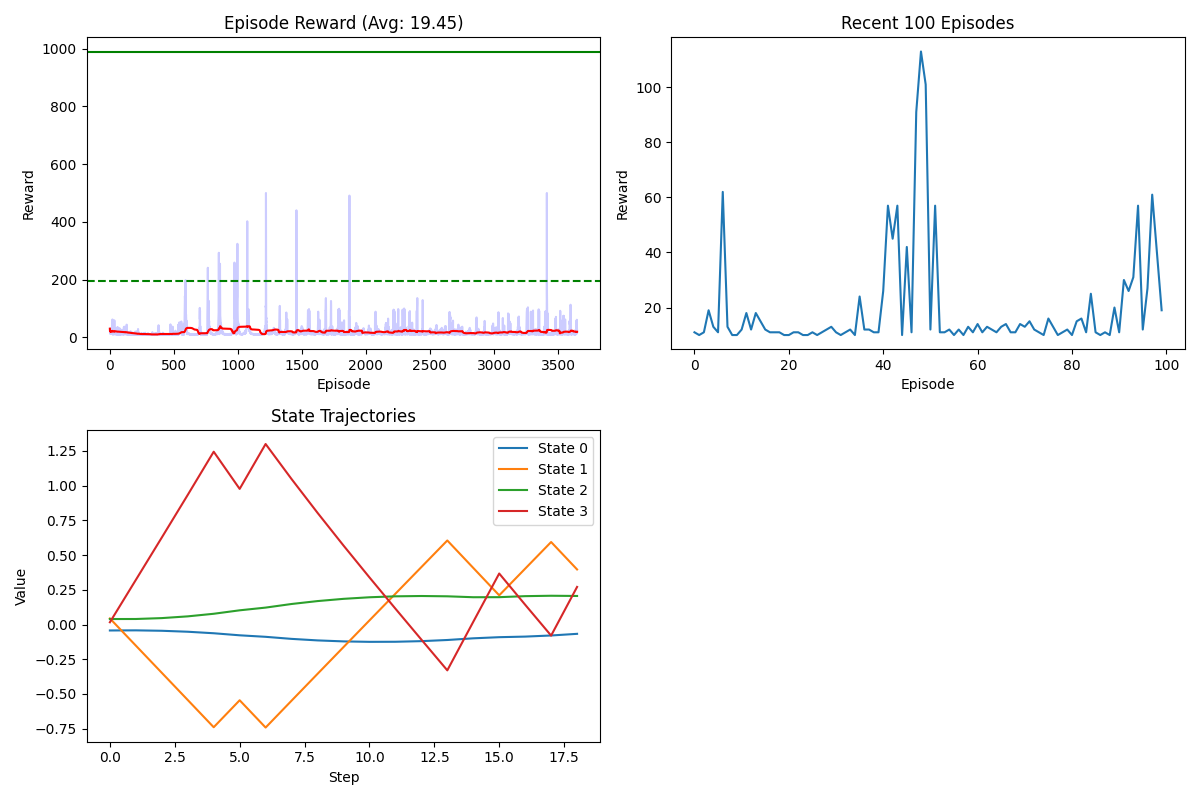 Episode Reward (Avg: 19.45)
1000
800
600
400
200
0
Reward
0 500 1000 1500 2000 2500 3000 3500
Episode
Recent 100 Episodes
100
80
60
40
20
Reward
0 20 40 60 80 100
Episode
State Trajectories
1.25
1.00
0.75
0.50
0.25
0.00
−0.25
−0.50
−0.75
Value
State 0
State 1
State 2
State 3
0.0 2.5 5.0 7.5 10.0 12.5 15.0 17.5
Step